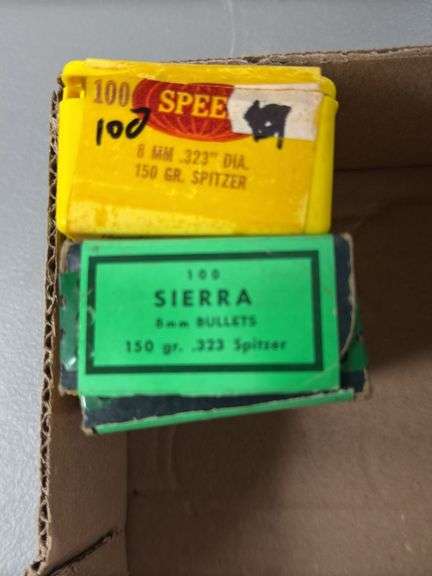 100 SPEE
100
8 MM .323" DIA.
150 GR. SPITZER
100
SIERRA
8mm BULLETS
150 gr. .323 Spitzer